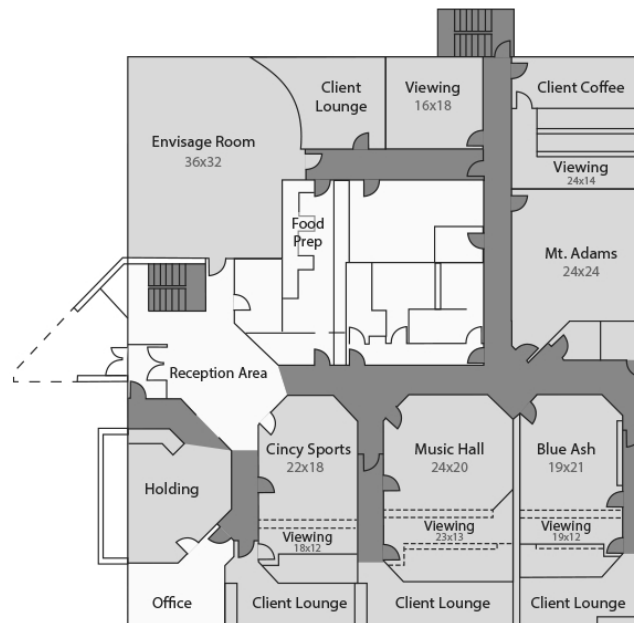 Client
Lounge
Viewing
16x18
Client Coffee
Envisage Room
36x32
Viewing
24x14
Food
Prep
Mt. Adams
24x24
Reception Area
Cincy Sports
22x18
Music Hall
24x20
Blue Ash
19x21
Holding
Viewing
18x12
Viewing
23x13
Viewing
19x12
Office
Client Lounge
Client Lounge
Client Lounge